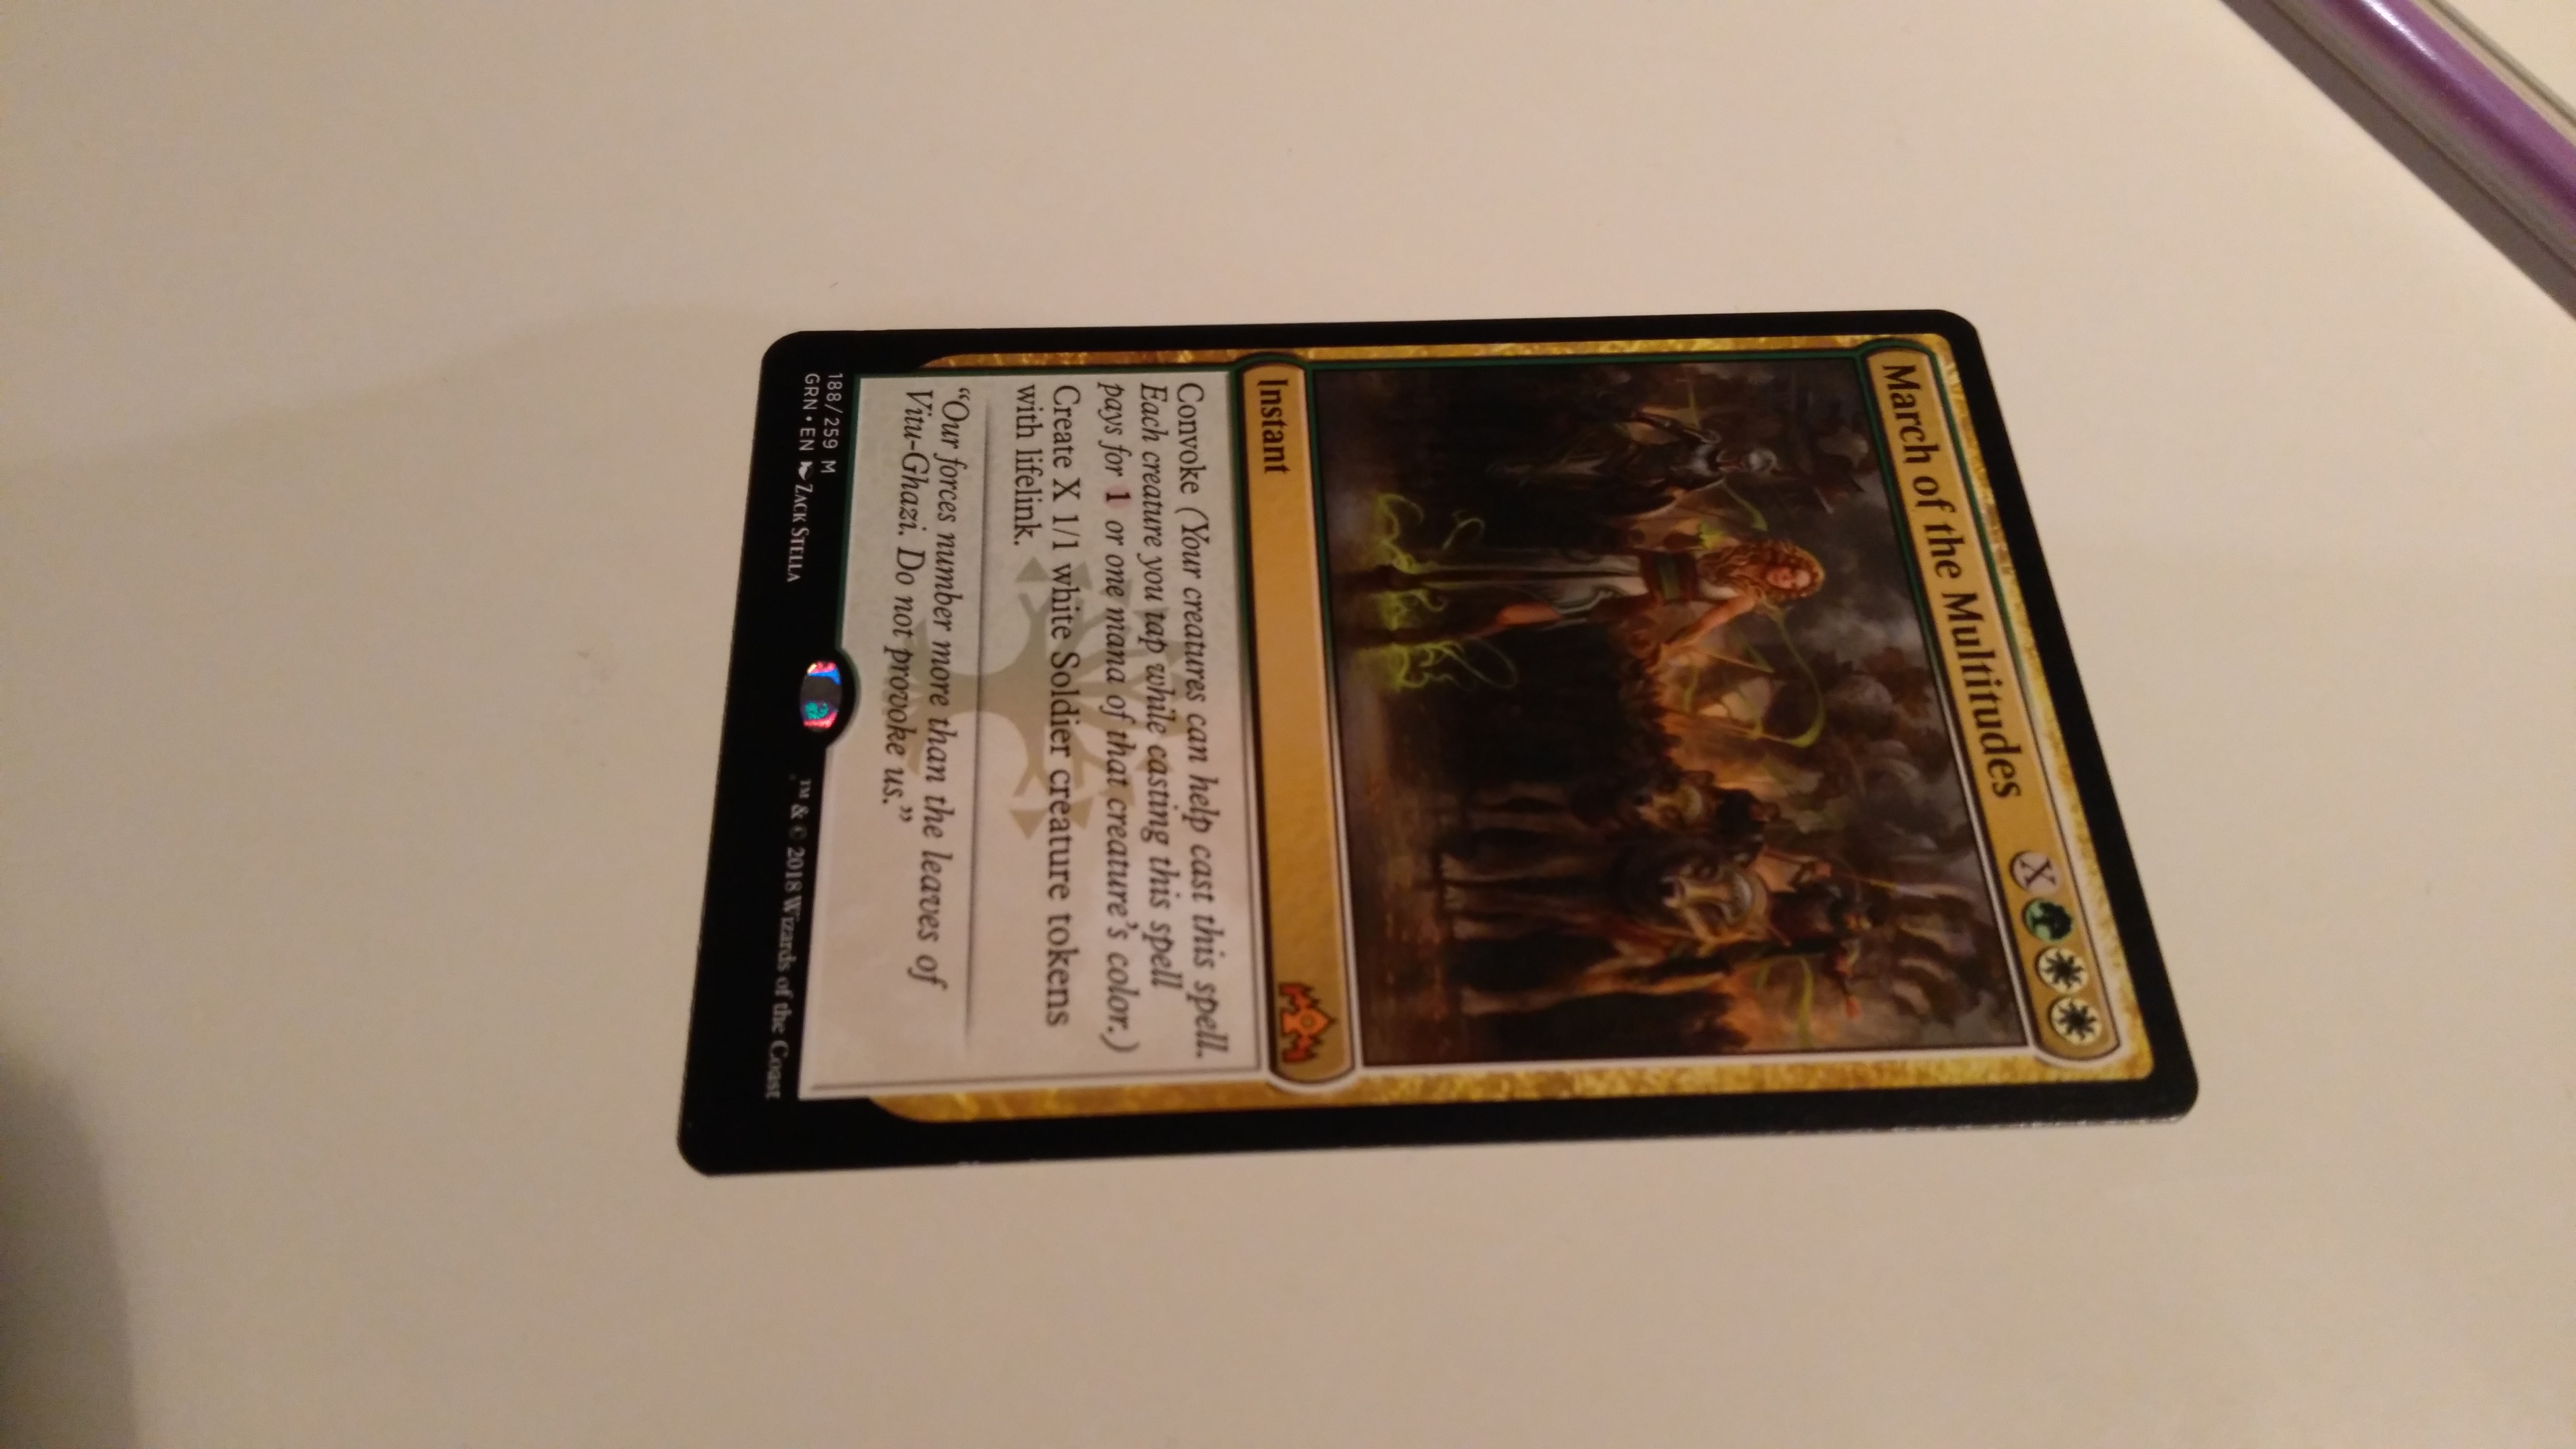 March of the Multitudes X
Instant
Convoke (Your creatures can help cast this spell.
Each creature you tap while casting this spell
pays for 1 or one mana of that creature's color.)
Create X 1/1 white Soldier creature tokens
with lifelink.
“Our forces number more than the leaves of
Vitu-Ghazi. Do not provoke us.”
188/259 M
GRN • EN ZACK STELLA
™ & © 2018 Wizards of the Coast